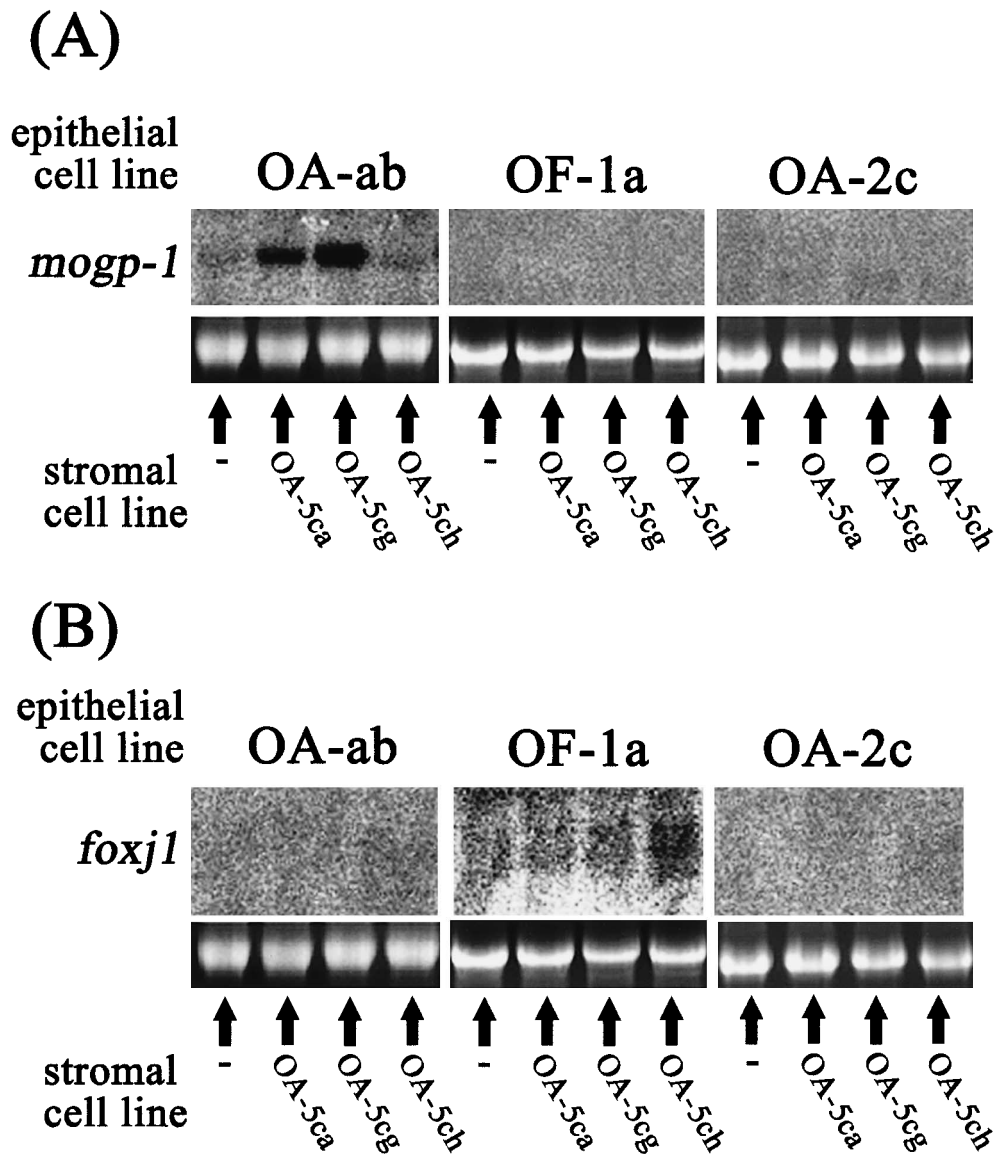 (A)
epithelial
cell line
OA-ab OF-1a OA-2c
mogp-1
stromal
cell line
- OA-5ca OA-5cg OA-5ch - OA-5ca OA-5cg OA-5ch - OA-5ca OA-5cg OA-5ch
(B)
epithelial
cell line
OA-ab OF-1a OA-2c
foxj1
stromal
cell line
- OA-5ca OA-5cg OA-5ch - OA-5ca OA-5cg OA-5ch - OA-5ca OA-5cg OA-5ch